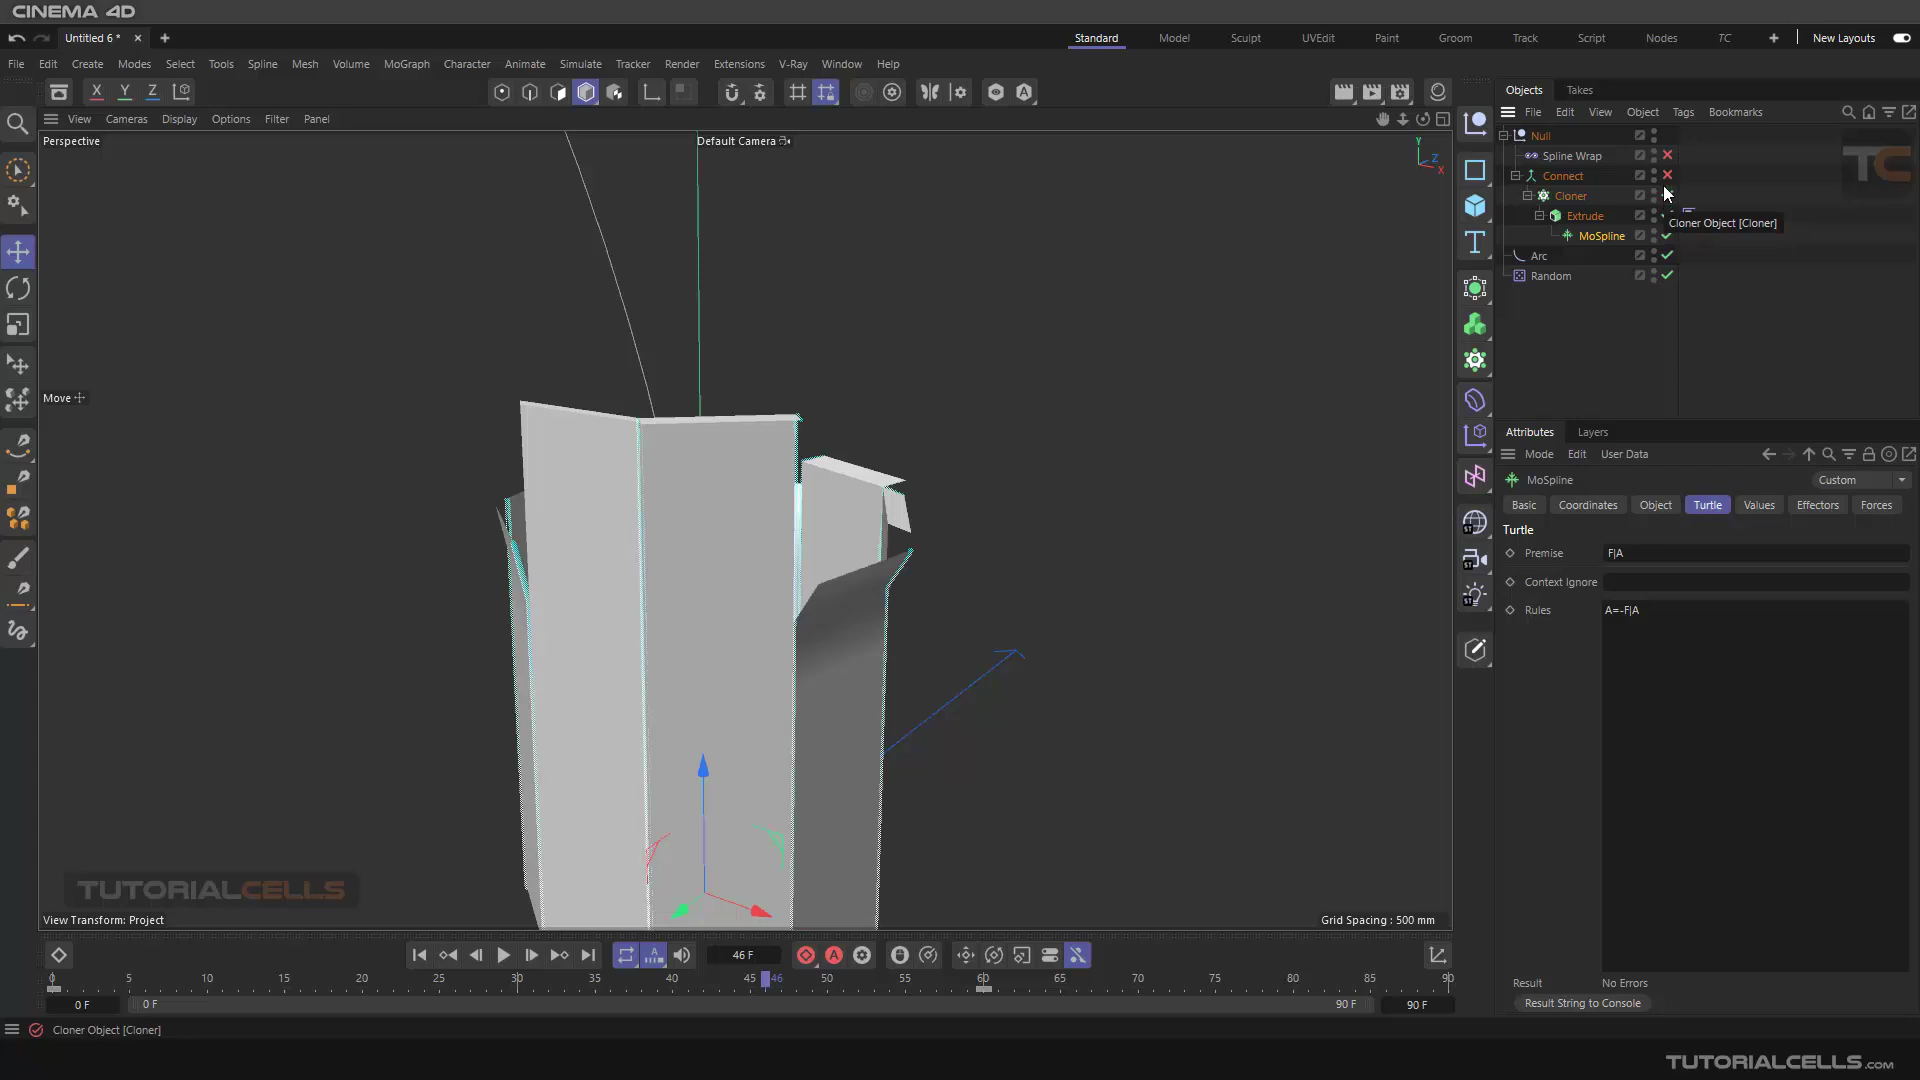 CINEMA 4D
Untitled 6 *
Standard
Model
Sculpt
UVEdit
Paint
Groom
Track
Script
Nodes
TC
New Layouts
File Edit Create Modes Select Tools Spline Mesh Volume MoGraph Character Animate Simulate Tracker Render Extensions V-Ray Window Help
X Y Z
Objects Takes
View Cameras Display Options Filter Panel
File Edit View Object Tags Bookmarks
Perspective
Default Camera
Y
Z
X
Null
Spline Wrap
Connect
Cloner
Extrude
Cloner Object [Cloner]
MoSpline
Arc
Random
TC
Move
Attributes Layers
Mode Edit User Data
MoSpline
Custom
Basic Coordinates Object Turtle Values Effectors Forces
Turtle
Premise F|A
Context Ignore
Rules A=-F|A
TUTORIALCELLS
View Transform: Project
Grid Spacing : 500 mm
46 F
0 5 10 15 20 25 30 35 40 45 46 50 55 60 65 70 75 80 85 90
0 F
0 F
90 F
90 F
Result No Errors
Result String to Console
Cloner Object [Cloner]
TUTORIALCELLS.com